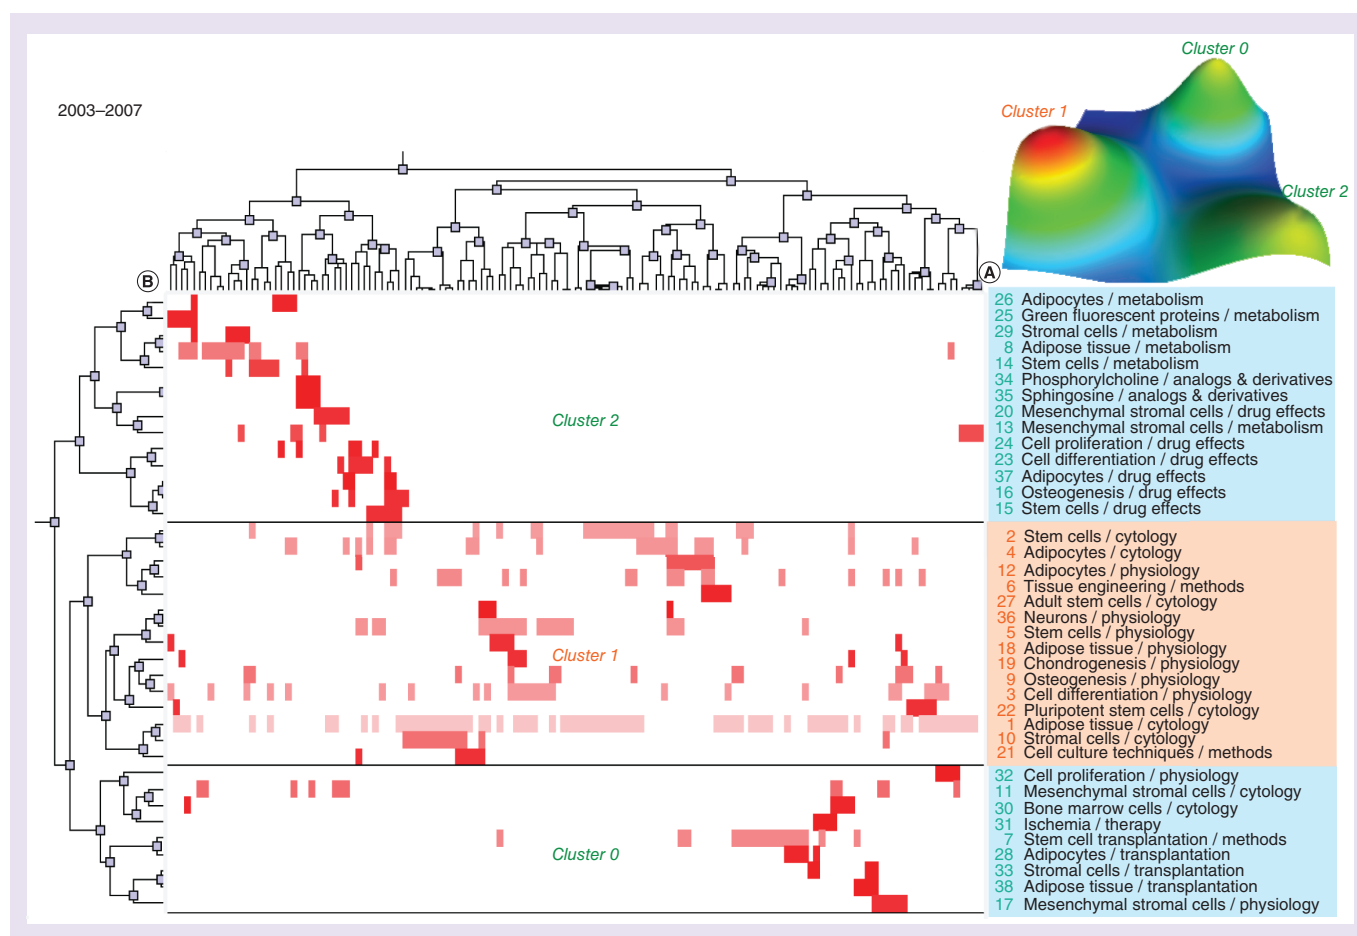 Cluster 0
2003–2007
Cluster 1
Cluster 2
B
A
26 Adipocytes / metabolism
25 Green fluorescent proteins / metabolism
29 Stromal cells / metabolism
8 Adipose tissue / metabolism
14 Stem cells / metabolism
34 Phosphorylcholine / analogs & derivatives
35 Sphingosine / analogs & derivatives
20 Mesenchymal stromal cells / drug effects
13 Mesenchymal stromal cells / metabolism
24 Cell proliferation / drug effects
23 Cell differentiation / drug effects
37 Adipocytes / drug effects
16 Osteogenesis / drug effects
15 Stem cells / drug effects
Cluster 2
2 Stem cells / cytology
4 Adipocytes / cytology
12 Adipocytes / physiology
6 Tissue engineering / methods
27 Adult stem cells / cytology
36 Neurons / physiology
5 Stem cells / physiology
18 Adipose tissue / physiology
19 Chondrogenesis / physiology
9 Osteogenesis / physiology
3 Cell differentiation / physiology
22 Pluripotent stem cells / cytology
1 Adipose tissue / cytology
10 Stromal cells / cytology
21 Cell culture techniques / methods
Cluster 1
32 Cell proliferation / physiology
11 Mesenchymal stromal cells / cytology
30 Bone marrow cells / cytology
31 Ischemia / therapy
7 Stem cell transplantation / methods
28 Adipocytes / transplantation
33 Stromal cells / transplantation
38 Adipose tissue / transplantation
17 Mesenchymal stromal cells / physiology
Cluster 0